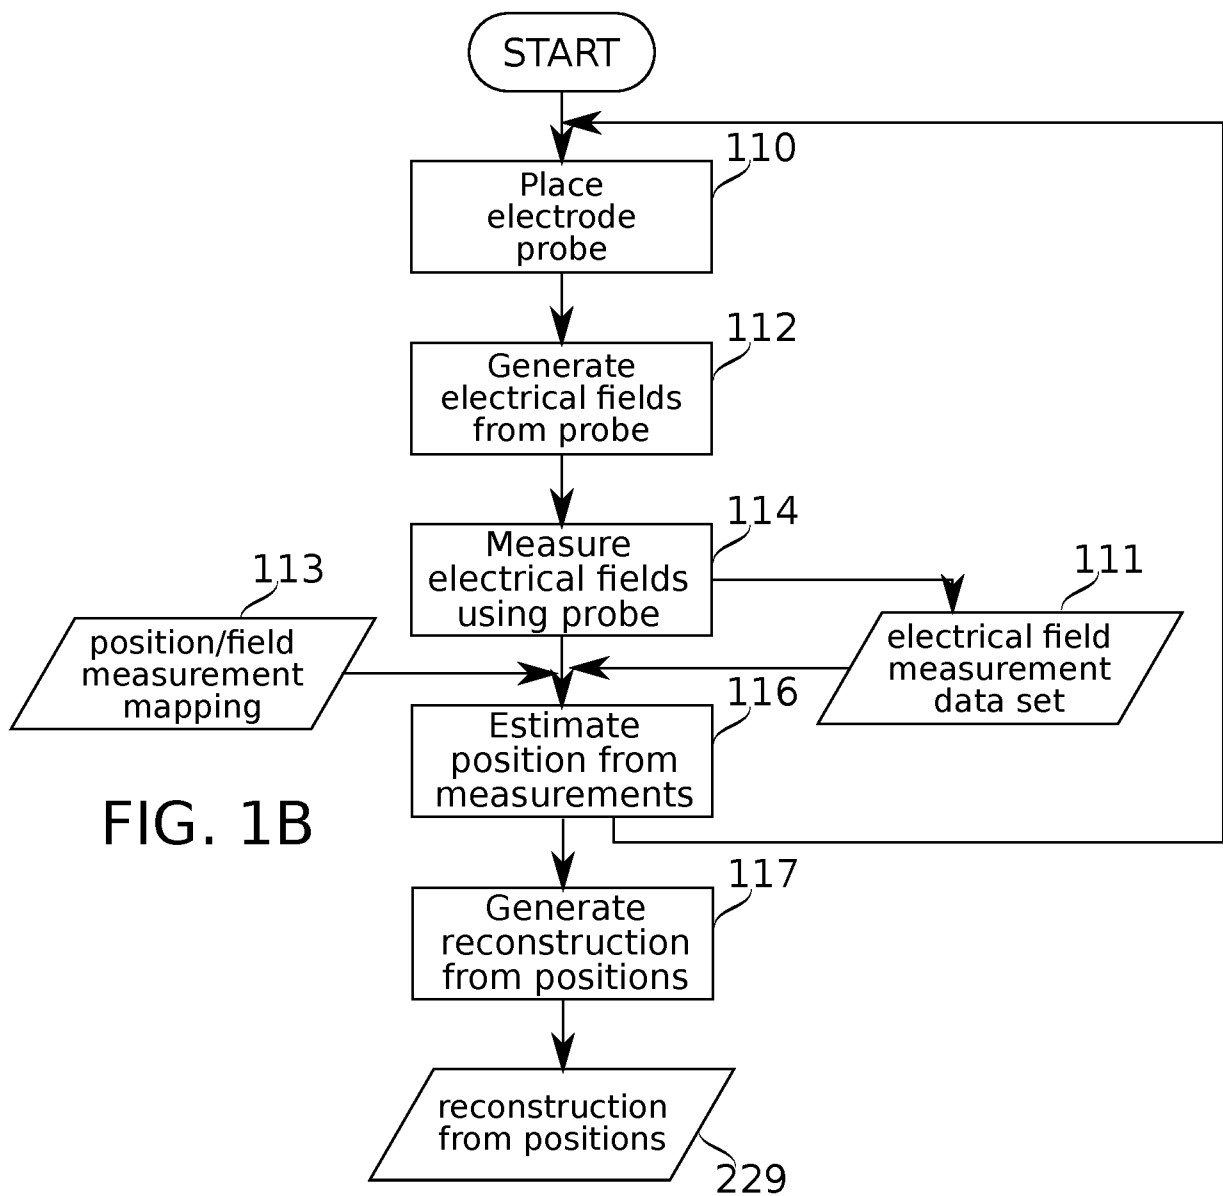 START
110
Place
electrode
probe
112
Generate
electrical fields
from probe
114
Measure
electrical fields
using probe
113
position/field
measurement
mapping
111
electrical field
measurement
data set
116
Estimate
position from
measurements
FIG. 1B
117
Generate
reconstruction
from positions
reconstruction
from positions
229